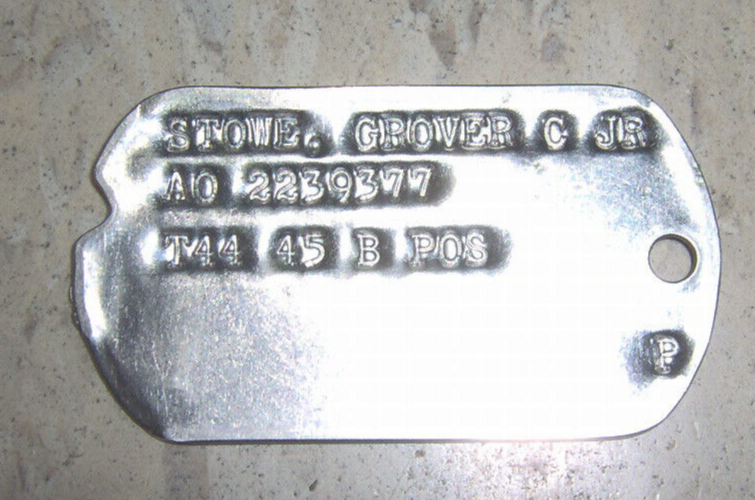 STOWE, GROVER C JR
AO 2239377
T44 45 B POS
P